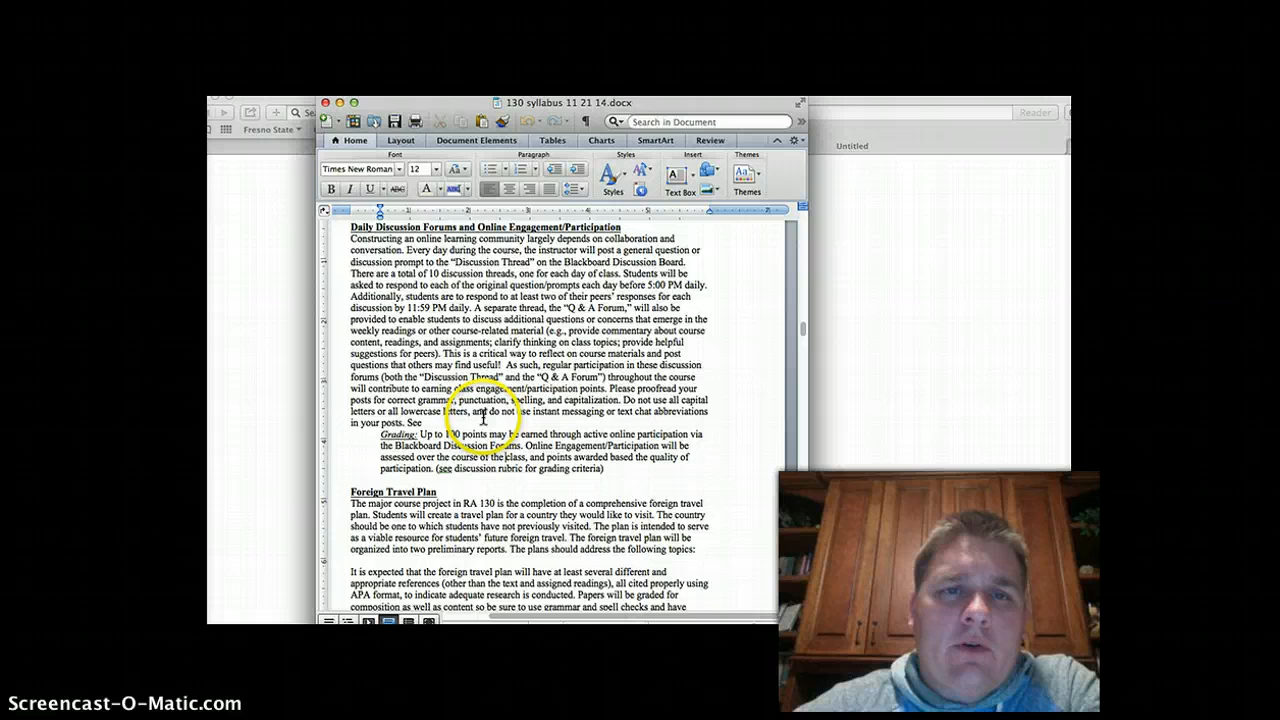 130 syllabus 11 21 14.docx
Search in Document
Reader
Fresno State
Home Layout Document Elements Tables Charts SmartArt Review
Untitled
Font Paragraph Styles Insert Themes
Times New Roman 12
Styles Text Box Themes
Daily Discussion Forums and Online Engagement/Participation
Constructing an online learning community largely depends on collaboration and
conversation. Every day during the course, the instructor will post a general question or
discussion prompt to the “Discussion Thread” on the Blackboard Discussion Board.
There are a total of 10 discussion threads, one for each day of class. Students will be
asked to respond to each of the original question/prompts each day before 5:00 PM daily.
Additionally, students are to respond to at least two of their peers’ responses for each
discussion by 11:59 PM daily. A separate thread, the “Q & A Forum,” will also be
provided to enable students to discuss additional questions or concerns that emerge in the
weekly readings or other course-related material (e.g., provide commentary about course
content, readings, and assignments; clarify thinking on class topics; provide helpful
suggestions for peers). This is a critical way to reflect on course materials and post
questions that others may find useful! As such, regular participation in these discussion
forums (both the “Discussion Thread” and the “Q & A Forum”) throughout the course
will contribute to earning class engagement/participation points. Please proofread your
posts for correct grammar, punctuation, spelling, and capitalization. Do not use all capital
letters or all lowercase letters, and do not use instant messaging or text chat abbreviations
in your posts. See
Grading: Up to 100 points may be earned through active online participation via
the Blackboard Discussion Forums. Online Engagement/Participation will be
assessed over the course of the class, and points awarded based the quality of
participation. (see discussion rubric for grading criteria)
Foreign Travel Plan
The major course project in RA 130 is the completion of a comprehensive foreign travel
plan. Students will create a travel plan for a country they would like to visit. The country
should be one to which students have not previously visited. The plan is intended to serve
as a viable resource for students’ future foreign travel. The foreign travel plan will be
organized into two preliminary reports. The plans should address the following topics:
It is expected that the foreign travel plan will have at least several different and
appropriate references (other than the text and assigned readings), all cited properly using
APA format, to indicate adequate research is conducted. Papers will be graded for
composition as well as content so be sure to use grammar and spell checks and have
Screencast-O-Matic.com